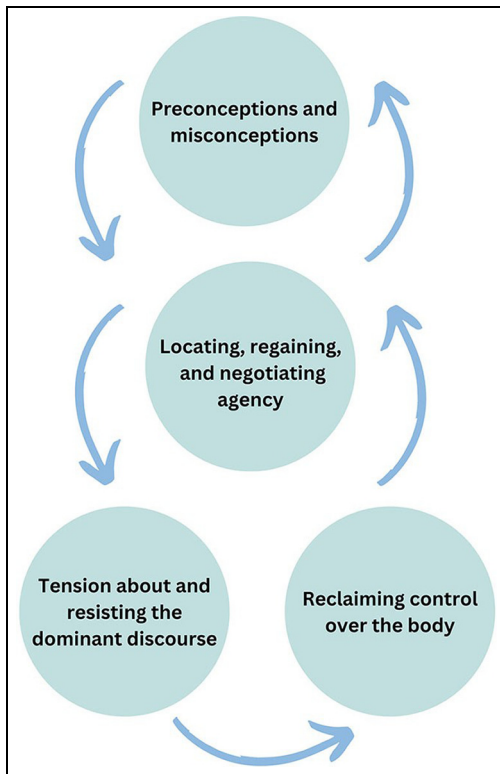 Preconceptions and
misconceptions
Locating, regaining,
and negotiating
agency
Tension about and
resisting the
dominant discourse
Reclaiming control
over the body